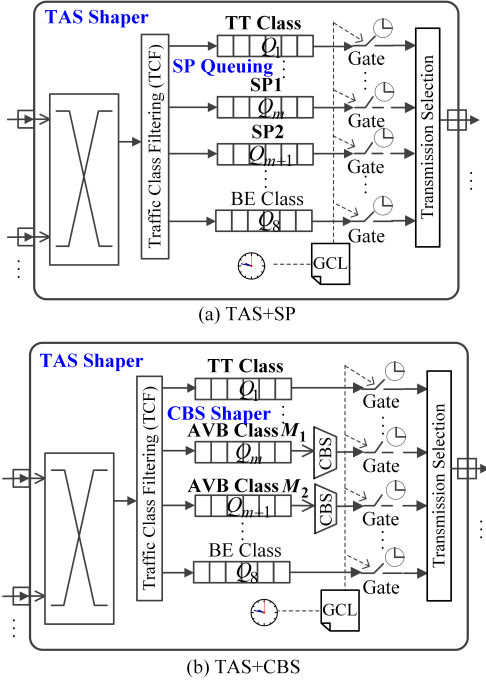 TAS Shaper
TT Class
Q1
SP Queuing
SP1
Qm
SP2
Qm+1
BE Class
Q8
Traffic Class Filtering (TCF)
Gate
Gate
Gate
Gate
GCL
Transmission Selection
(a) TAS+SP
TAS Shaper
TT Class
Q1
CBS Shaper
AVB Class M1
Qm
CBS
AVB Class M2
Qm+1
CBS
BE Class
Q8
Traffic Class Filtering (TCF)
Gate
Gate
Gate
Gate
GCL
Transmission Selection
(b) TAS+CBS